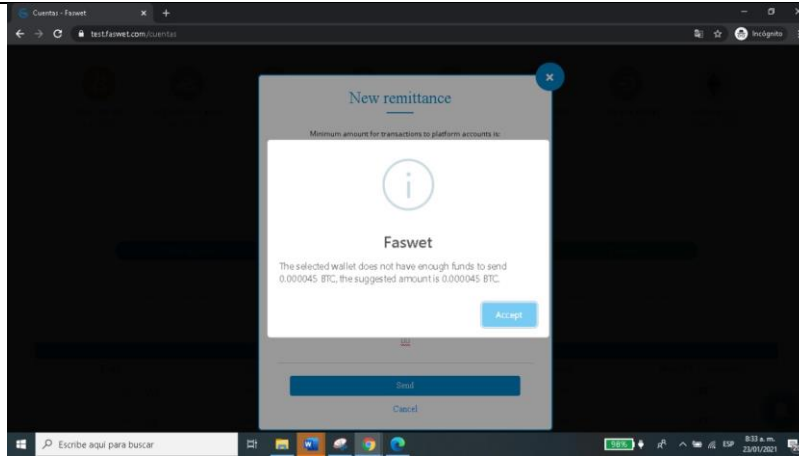 Cuentas - Faswet
test.faswet.com/cuentas
Incógnito
New remittance
Minimum amount for transactions to platform accounts is:
Faswet
The selected wallet does not have enough funds to send
0.000045 BTC, the suggested amount is 0.000045 BTC.
Accept
Send
Cancel
Escribe aquí para buscar
98%
ESP
8:33 a. m.
23/01/2021